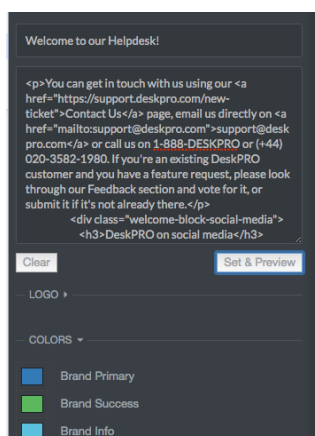 Welcome to our Helpdesk!
<p>You can get in touch with us using our <a
href="https://support.deskpro.com/new-
ticket">Contact Us</a> page, email us directly on <a
href="mailto:support@deskpro.com">support@desk
pro.com</a> or call us on 1-888-DESKPRO or (+44)
020-3582-1980. If you're an existing DeskPRO
customer and you have a feature request, please look
through our Feedback section and vote for it, or
submit it if it's not already there.</p>
<div class="welcome-block-social-media">
<h3>DeskPRO on social media</h3>
Clear
Set & Preview
LOGO
COLORS
Brand Primary
Brand Success
Brand Info